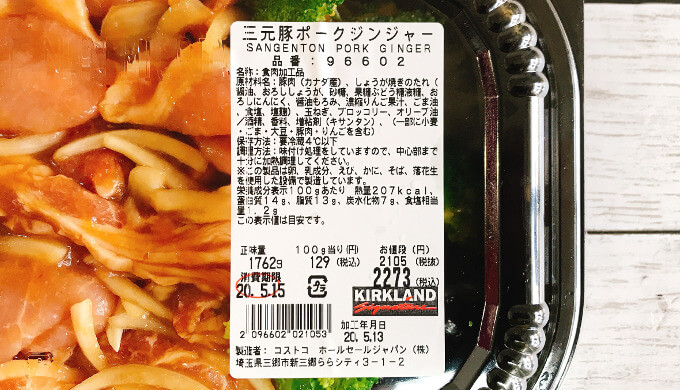 三元豚ポークジンジャー
SANGENTON PORK GINGER
品番:96602
名称:食肉加工品
原材料名:豚肉(カナダ産)、しょうが焼きのたれ(
醤油、おろししょうが、砂糖、果糖ぶどう糖液糖、お
ろしにんにく、醤油もろみ、濃縮りんご果汁、ごま油
、食塩、塩麹)、玉ねぎ、ブロッコリー、オリーブ油
/酒精、香料、増粘剤(キサンタン)、(一部に小麦
・ごま・大豆・豚肉・りんごを含む)
保存方法:要冷蔵4℃以下
調理方法:味付け処理をしていますので、中心部まで
十分に加熱調理してください。
※この製品は卵、乳成分、えび、かに、そば、落花生
を使用した設備で製造しています。
栄養成分表示100gあたり 熱量207kcal、
蛋白質14g、脂質13g、炭水化物7g、食塩相当
量1.2g
この表示値は目安です。
正味量 100g当り(円) お値段(円)
1762g 129(税込) 2105(税抜)
2273(税込)
消費期限
20.5.15
プラ
KIRKLAND
Signature
2 096602 021053
加工年月日
20.5.13
製造者:コストコ ホールセールジャパン(株)
埼玉県三郷市新三郷ららシティ3-1-2